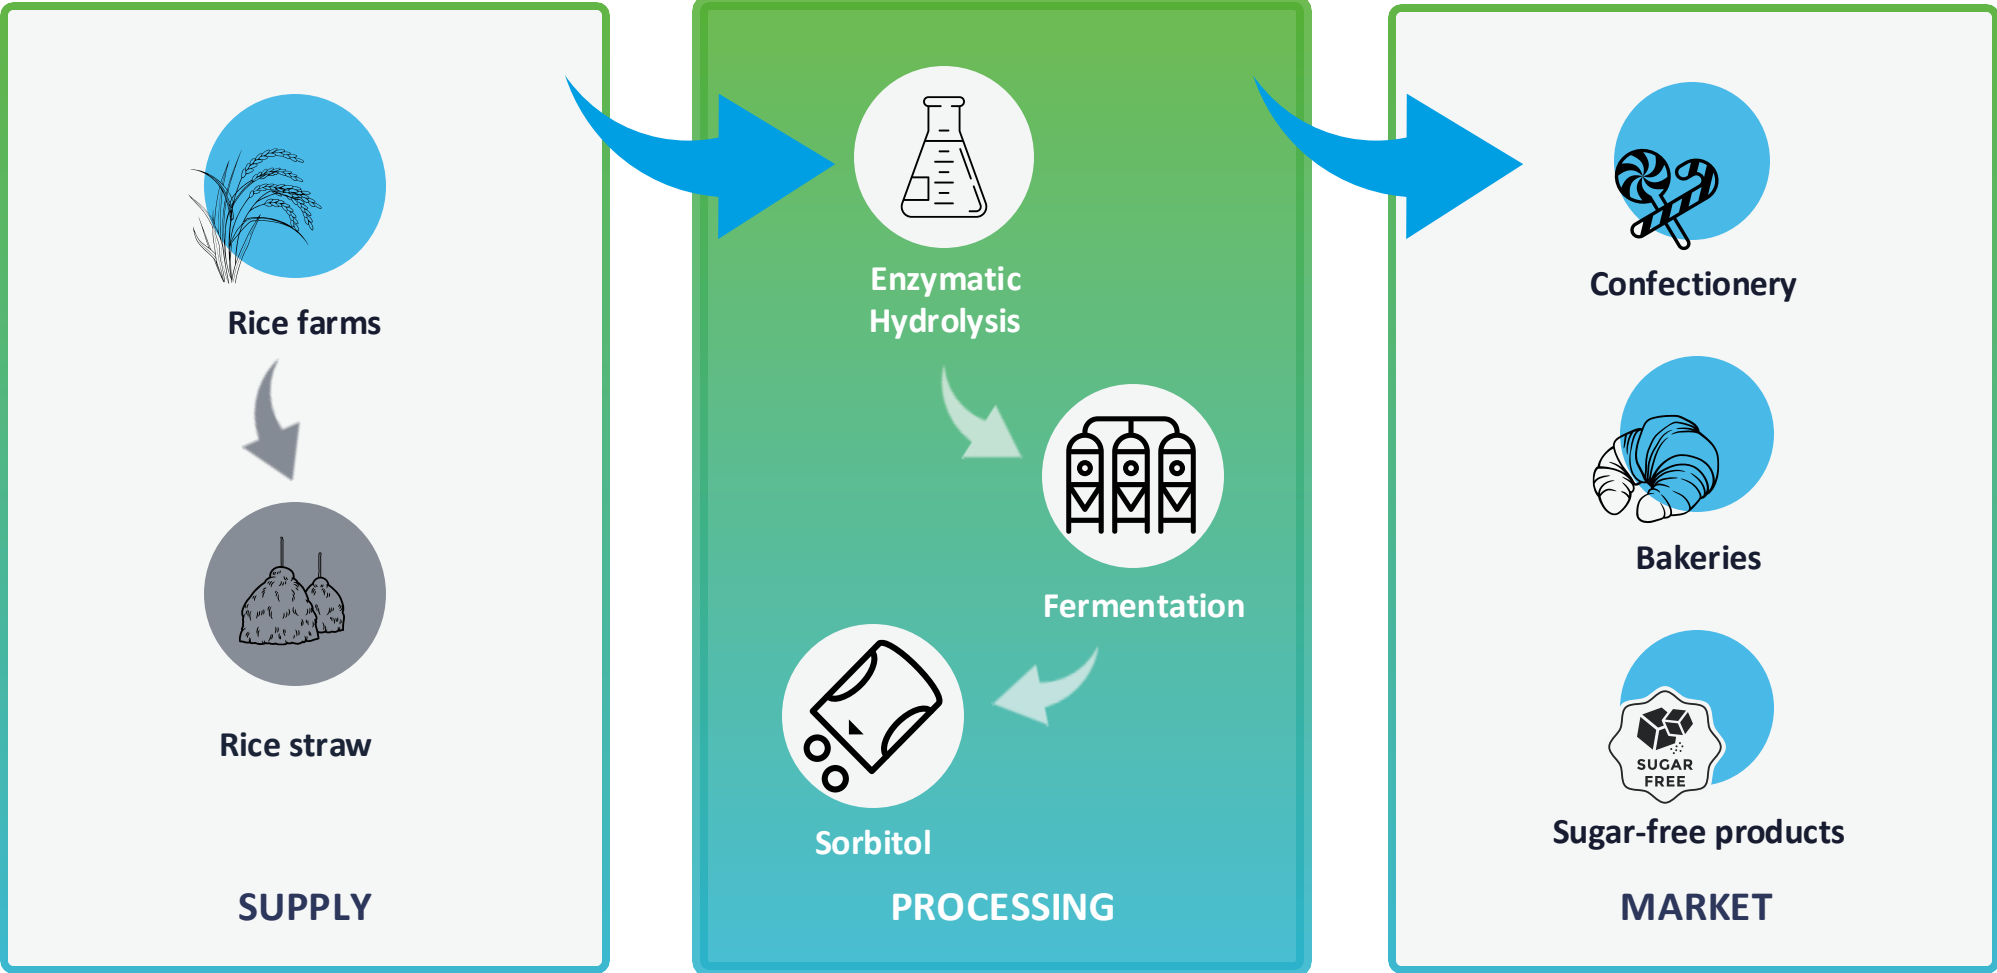 Rice farms
Rice straw
SUPPLY
Enzymatic
Hydrolysis
Fermentation
Sorbitol
PROCESSING
Confectionery
Bakeries
SUGAR
FREE
Sugar-free products
MARKET